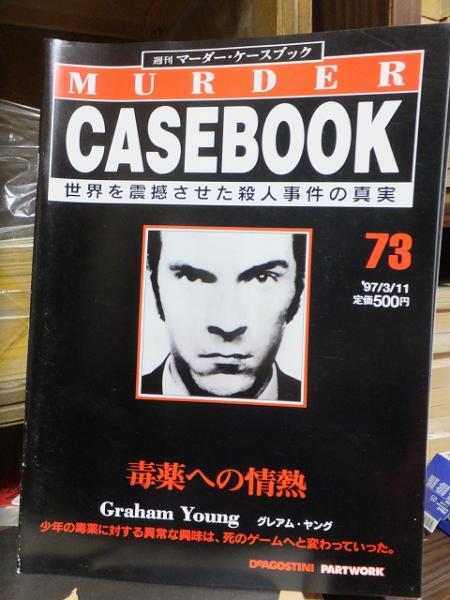 週刊 マーダー・ケースブック
MURDER
CASEBOOK
世界を震撼させた殺人事件の真実
73
'97/3/11
定価500円
毒薬への情熱
Graham Young グレアム・ヤング
少年の毒薬に対する異常な興味は、死のゲームへと変わっていった。
DeAGOSTINI PARTWORK